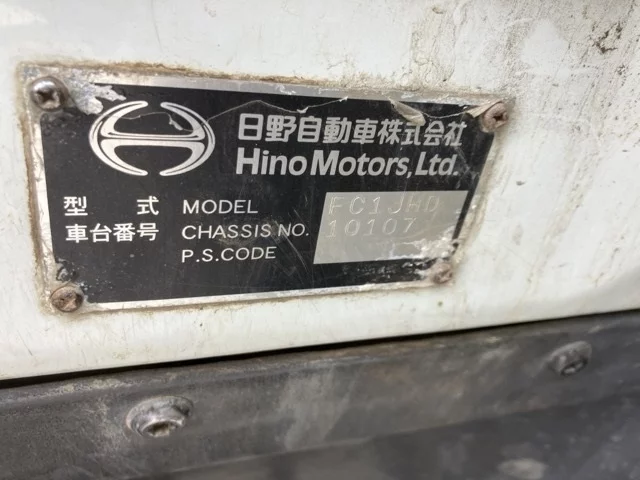 日野自動車株式会社
Hino Motors, Ltd.
型 式 MODEL FC1JHD
車台番号 CHASSIS NO. 10107
P.S.CODE